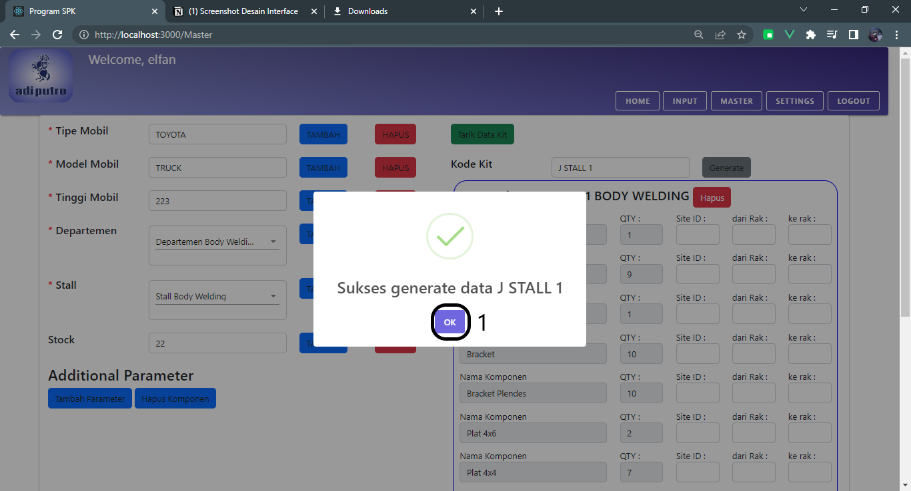 Program SPK
(1) Screenshot Desain Interface
Downloads
http://localhost:3000/Master
adiputro
Welcome, elfan
HOME
INPUT
MASTER
SETTINGS
LOGOUT
* Tipe Mobil
TOYOTA
TAMBAH
HAPUS
Tarik Data Kit
* Model Mobil
TRUCK
TAMBAH
HAPUS
Kode Kit
J STALL 1
Generate
* Tinggi Mobil
223
1 BODY WELDING
Hapus
* Departemen
Departemen Body Weldi...
QTY :
Site ID :
dari Rak :
ke rak :
1
QTY :
Site ID :
dari Rak :
ke rak :
9
* Stall
Stall Body Welding
QTY :
Site ID :
dari Rak :
ke rak :
1
Sukses generate data J STALL 1
OK
1
Stock
22
QTY :
Site ID :
dari Rak :
ke rak :
Bracket
10
Additional Parameter
Tambah Parameter
Hapus Komponen
Nama Komponen
QTY :
Site ID :
dari Rak :
ke rak :
Bracket Plendes
10
Nama Komponen
QTY :
Site ID :
dari Rak :
ke rak :
Plat 4x6
2
Nama Komponen
QTY :
Site ID :
dari Rak :
ke rak :
Plat 4x4
7